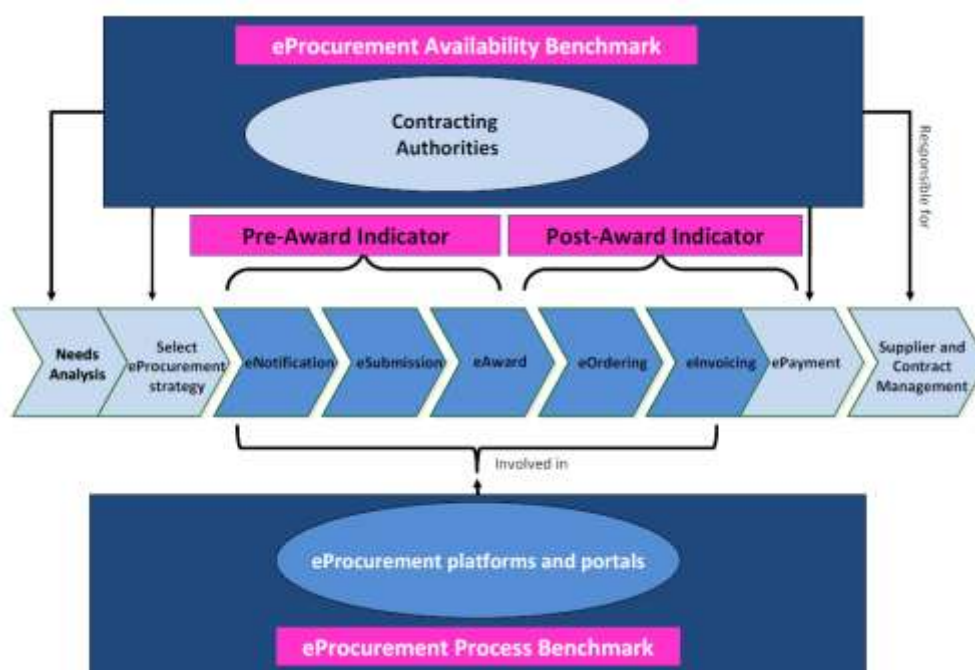 eProcurement Availability Benchmark
Contracting
Authorities
Responsible for
Pre-Award Indicator
Post-Award Indicator
Needs
Analysis
Select
eProcurement
strategy
eNotification
eSubmission
eAward
eOrdering
eInvoicing
ePayment
Supplier and
Contract
Management
Involved in
eProcurement platforms and portals
eProcurement Process Benchmark